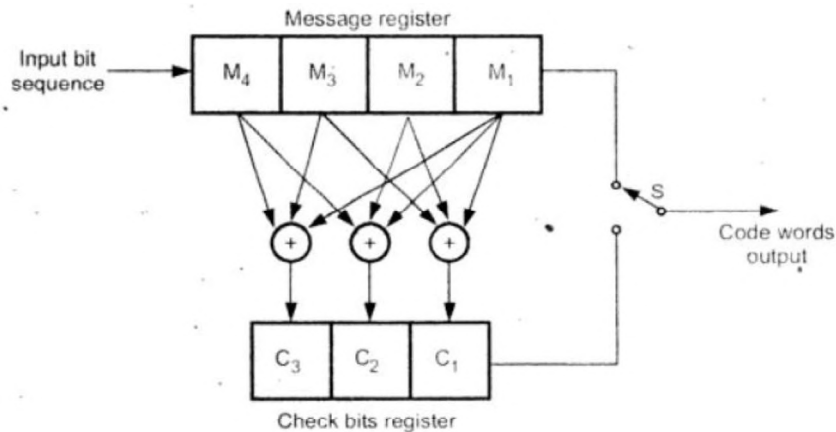 Message register
Input bit
sequence
M₄ M₃ M₂ M₁
S
+ + +
Code words
output
C₃ C₂ C₁
Check bits register